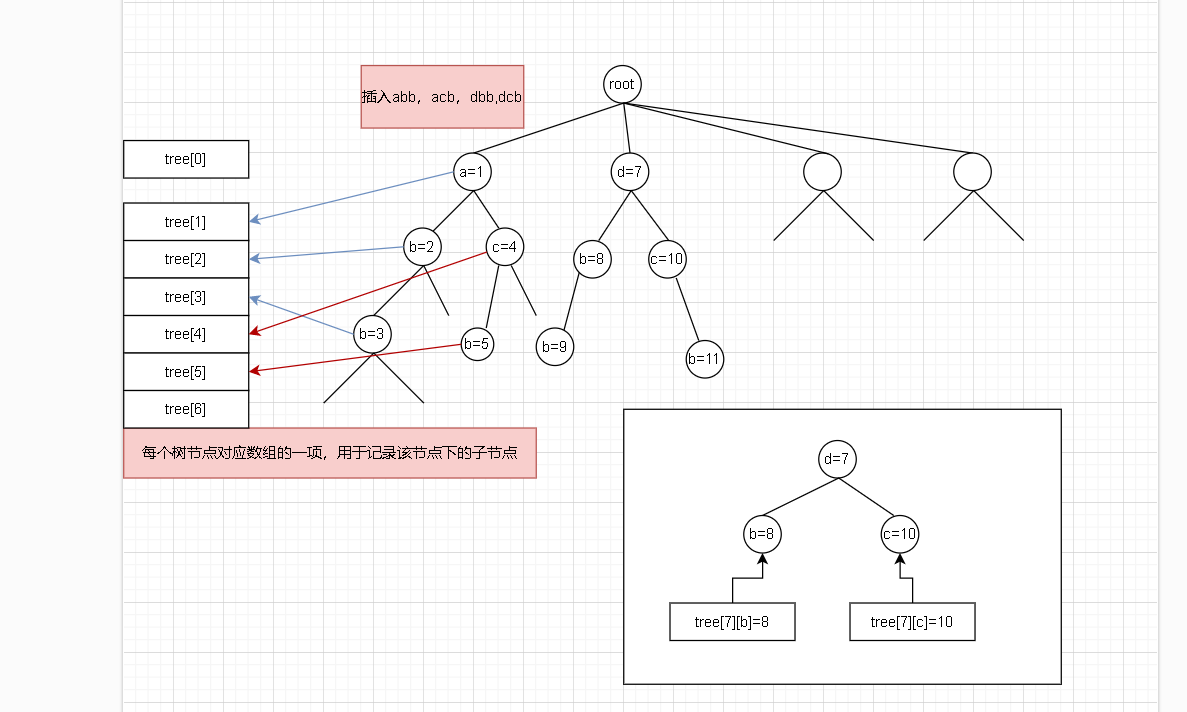 root
插入abb，acb，dbb,dcb
tree[0]
a=1
d=7
tree[1]
b=2
c=4
b=8
c=10
tree[2]
tree[3]
tree[4]
b=3
b=5
b=9
b=11
tree[5]
tree[6]
每个树节点对应数组的一项，用于记录该节点下的子节点
d=7
b=8
c=10
tree[7][b]=8
tree[7][c]=10